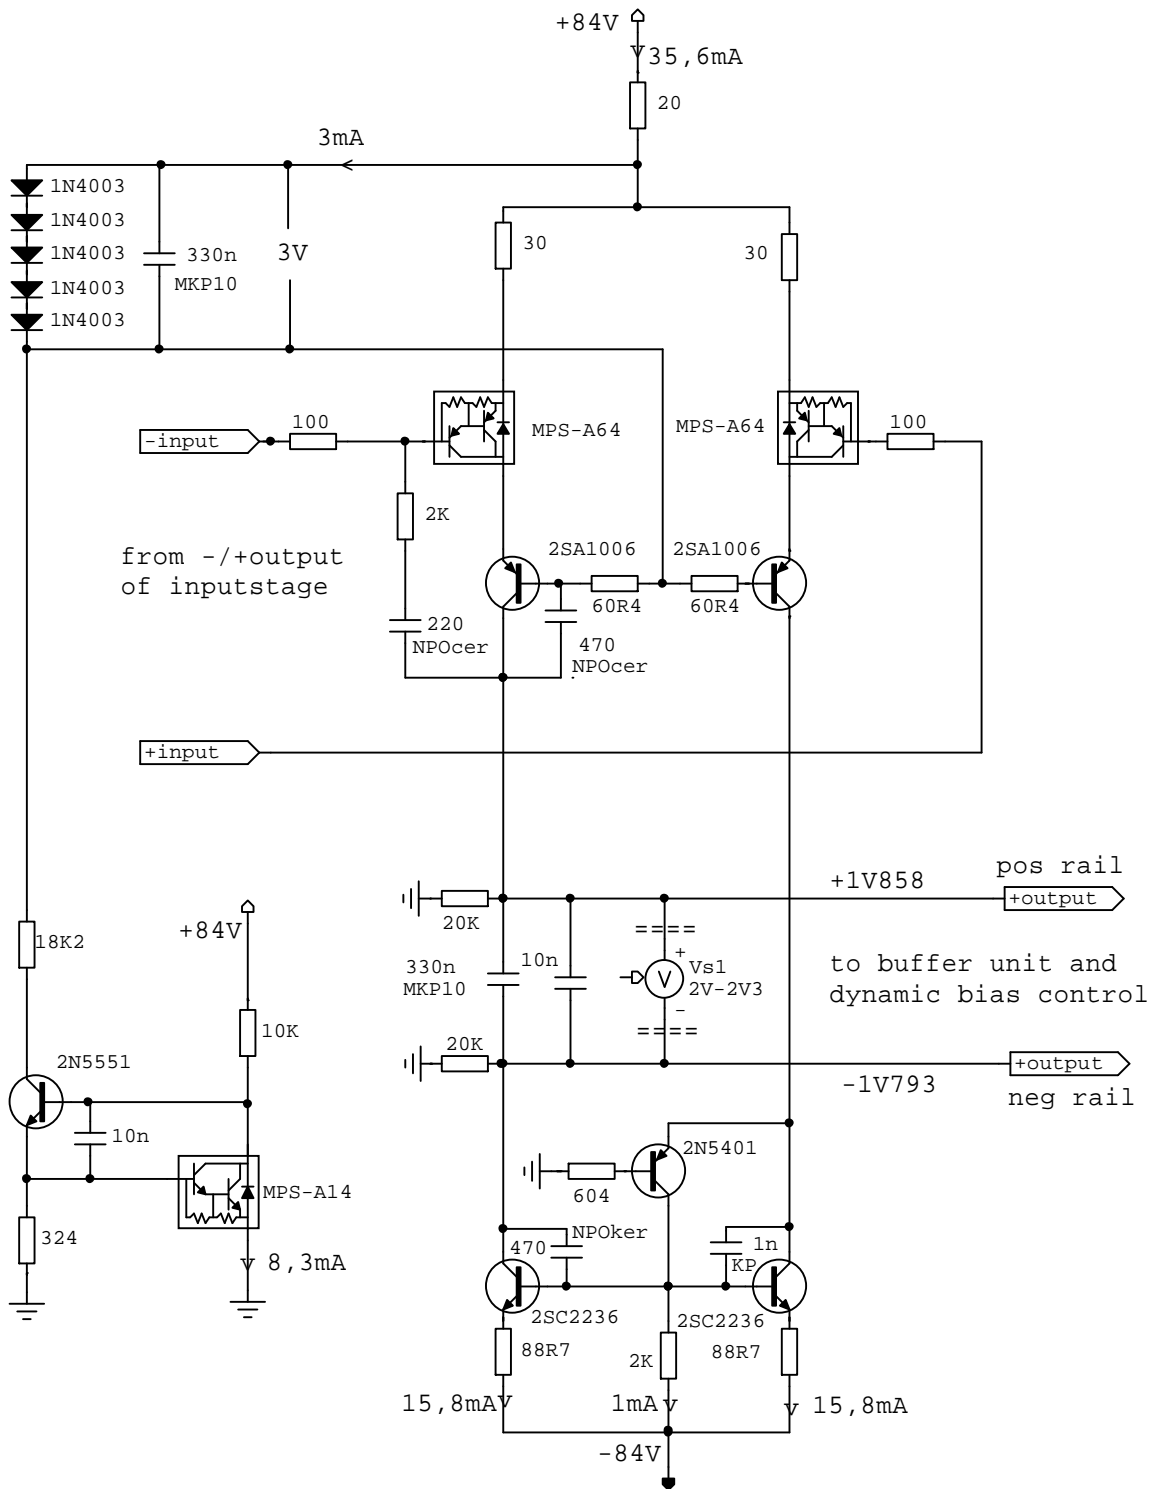 +84V
35,6mA
20
3mA
1N4003
1N4003
1N4003
1N4003
1N4003
330n
MKP10
3V
30
30
-input
100
MPS-A64
MPS-A64
100
2K
from -/+output
of inputstage
2SA1006
2SA1006
60R4
60R4
220
NPOcer
470
NPOcer
+input
pos rail
+1V858
+output
20K
====
+
Vs1
2V-2V3
V
-
====
330n
MKP10
10n
to buffer unit and
dynamic bias control
20K
+output
-1V793
neg rail
18K2
+84V
10K
2N5551
10n
MPS-A14
324
8,3mA
2N5401
604
NPOker
470
1n
KP
2SC2236
2SC2236
88R7
2K
88R7
15,8mA
1mA
15,8mA
-84V